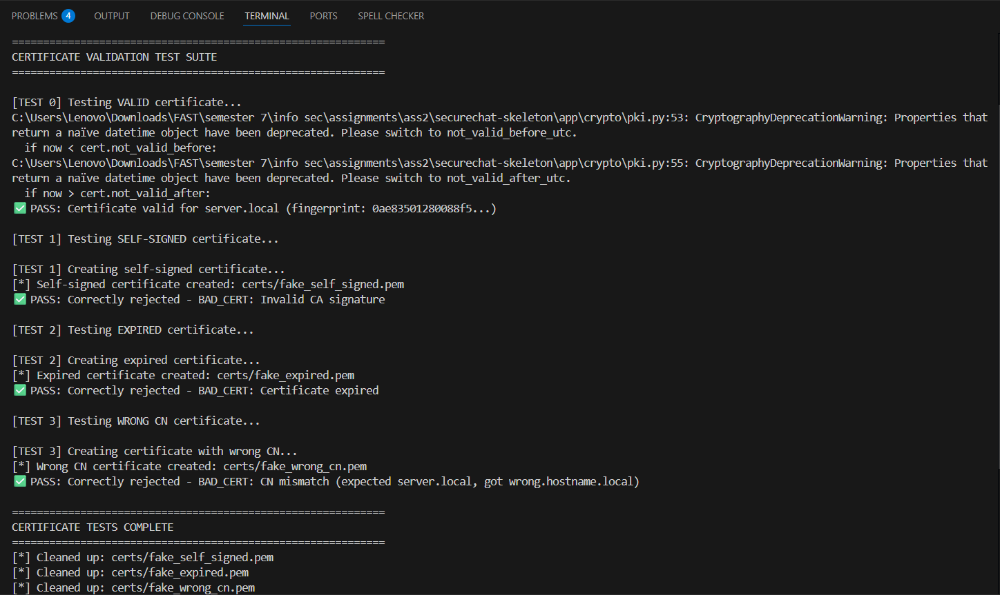 PROBLEMS 4 OUTPUT DEBUG CONSOLE TERMINAL PORTS SPELL CHECKER
============================================================
CERTIFICATE VALIDATION TEST SUITE
============================================================
[TEST 0] Testing VALID certificate...
C:\Users\Lenovo\Downloads\FAST\semester 7\info sec\assignments\ass2\securechat-skeleton\app\crypto\pki.py:53: CryptographyDeprecationWarning: Properties that
return a naïve datetime object have been deprecated. Please switch to not_valid_before_utc.
  if now < cert.not_valid_before:
C:\Users\Lenovo\Downloads\FAST\semester 7\info sec\assignments\ass2\securechat-skeleton\app\crypto\pki.py:55: CryptographyDeprecationWarning: Properties that
return a naïve datetime object have been deprecated. Please switch to not_valid_after_utc.
  if now > cert.not_valid_after:
✅ PASS: Certificate valid for server.local (fingerprint: 0ae83501280088f5...)
[TEST 1] Testing SELF-SIGNED certificate...
[TEST 1] Creating self-signed certificate...
[*] Self-signed certificate created: certs/fake_self_signed.pem
✅ PASS: Correctly rejected - BAD_CERT: Invalid CA signature
[TEST 2] Testing EXPIRED certificate...
[TEST 2] Creating expired certificate...
[*] Expired certificate created: certs/fake_expired.pem
✅ PASS: Correctly rejected - BAD_CERT: Certificate expired
[TEST 3] Testing WRONG CN certificate...
[TEST 3] Creating certificate with wrong CN...
[*] Wrong CN certificate created: certs/fake_wrong_cn.pem
✅ PASS: Correctly rejected - BAD_CERT: CN mismatch (expected server.local, got wrong.hostname.local)
============================================================
CERTIFICATE TESTS COMPLETE
============================================================
[*] Cleaned up: certs/fake_self_signed.pem
[*] Cleaned up: certs/fake_expired.pem
[*] Cleaned up: certs/fake_wrong_cn.pem